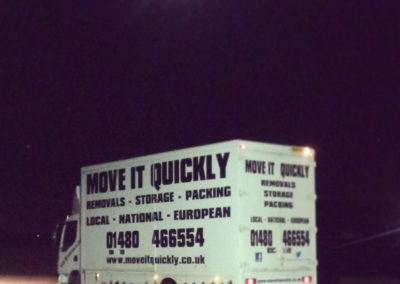 MOVE IT QUICKLY
REMOVALS - STORAGE - PACKING
LOCAL - NATIONAL - EUROPEAN
01480 466554
www.moveitquickly.co.uk
MOVE IT QUICKLY
REMOVALS
STORAGE
PACKING
LOCAL - NATIONAL - EUROPEAN
01480 466554